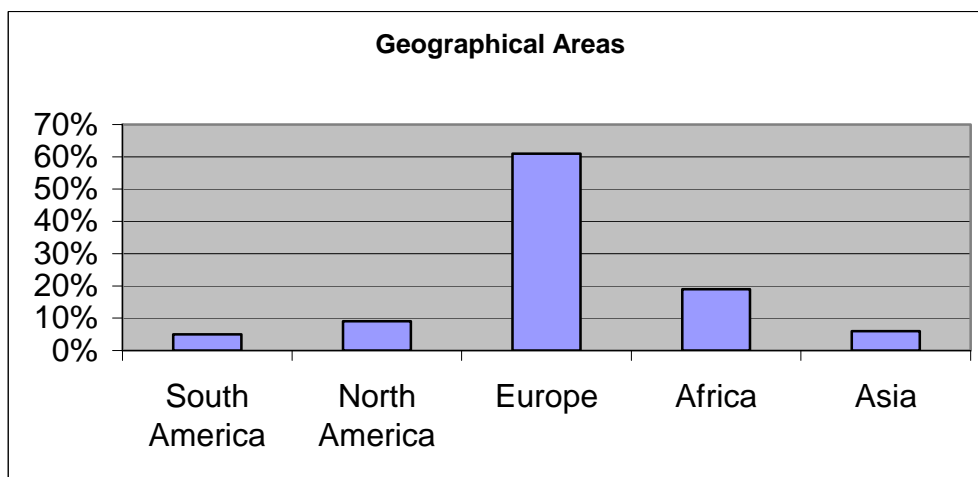 Geographical Areas
70%
60%
50%
40%
30%
20%
10%
0%
South America
North America
Europe
Africa
Asia